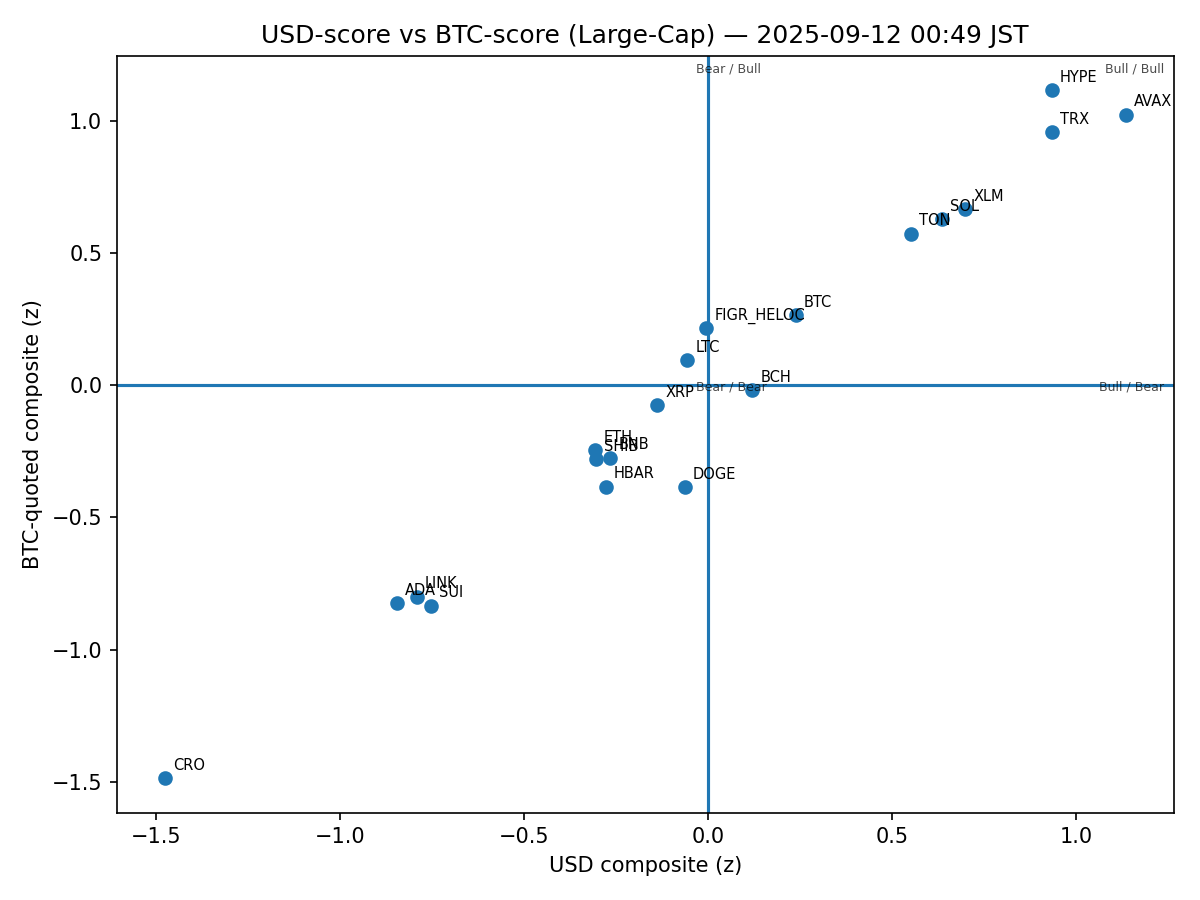 USD-score vs BTC-score (Large-Cap) — 2025-09-12 00:49 JST
Bear / Bull
Bull / Bull
HYPE
AVAX
TRX
XLM
SOL
TON
BTC
FIGR_HELOC
LTC
BCH
Bear / Bear
Bull / Bear
XRP
ETH
SHIB
BNB
HBAR
DOGE
LINK
ADA
SUI
CRO
1.0
0.5
0.0
−0.5
−1.0
−1.5
BTC-quoted composite (z)
−1.5
−1.0
−0.5
0.0
0.5
1.0
USD composite (z)